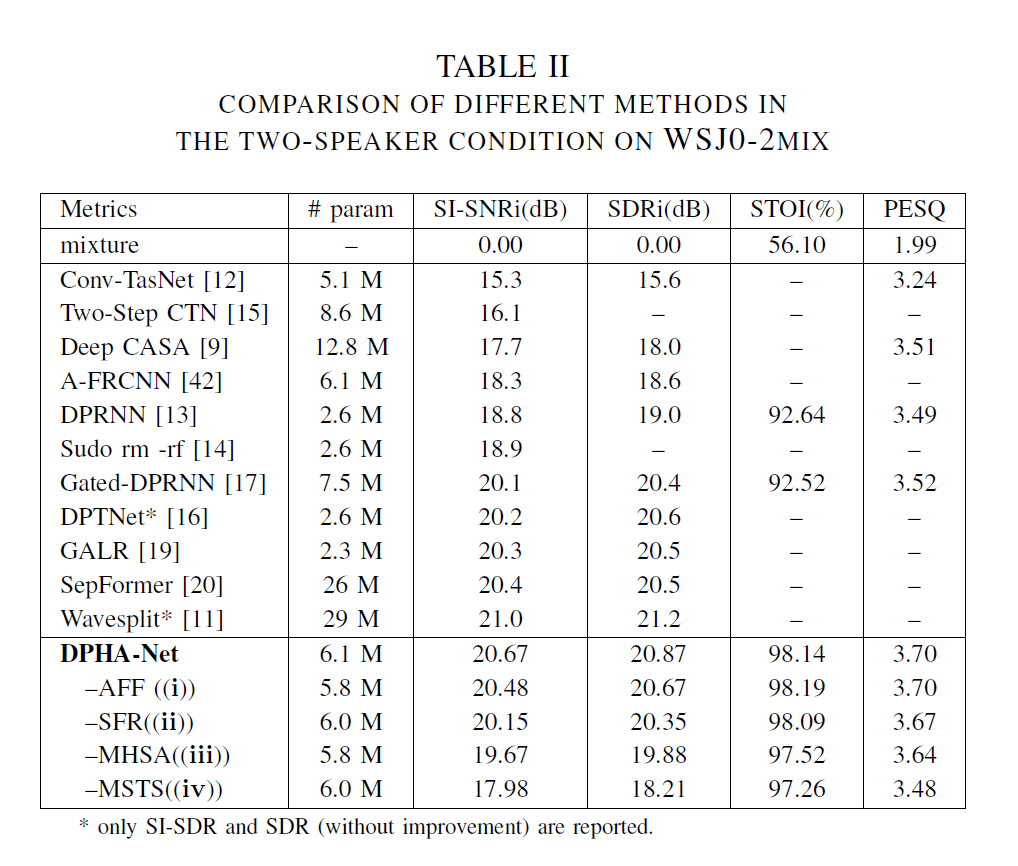 TABLE II
COMPARISON OF DIFFERENT METHODS IN
THE TWO-SPEAKER CONDITION ON WSJ0-2MIX
Metrics # param SI-SNRi(dB) SDRi(dB) STOI(%) PESQ
mixture – 0.00 0.00 56.10 1.99
Conv-TasNet [12] 5.1 M 15.3 15.6 – 3.24
Two-Step CTN [15] 8.6 M 16.1 – – –
Deep CASA [9] 12.8 M 17.7 18.0 – 3.51
A-FRCNN [42] 6.1 M 18.3 18.6 – –
DPRNN [13] 2.6 M 18.8 19.0 92.64 3.49
Sudo rm -rf [14] 2.6 M 18.9 – – –
Gated-DPRNN [17] 7.5 M 20.1 20.4 92.52 3.52
DPTNet* [16] 2.6 M 20.2 20.6 – –
GALR [19] 2.3 M 20.3 20.5 – –
SepFormer [20] 26 M 20.4 20.5 – –
Wavesplit* [11] 29 M 21.0 21.2 – –
DPHA-Net 6.1 M 20.67 20.87 98.14 3.70
–AFF ((i)) 5.8 M 20.48 20.67 98.19 3.70
–SFR((ii)) 6.0 M 20.15 20.35 98.09 3.67
–MHSA((iii)) 5.8 M 19.67 19.88 97.52 3.64
–MSTS((iv)) 6.0 M 17.98 18.21 97.26 3.48
* only SI-SDR and SDR (without improvement) are reported.